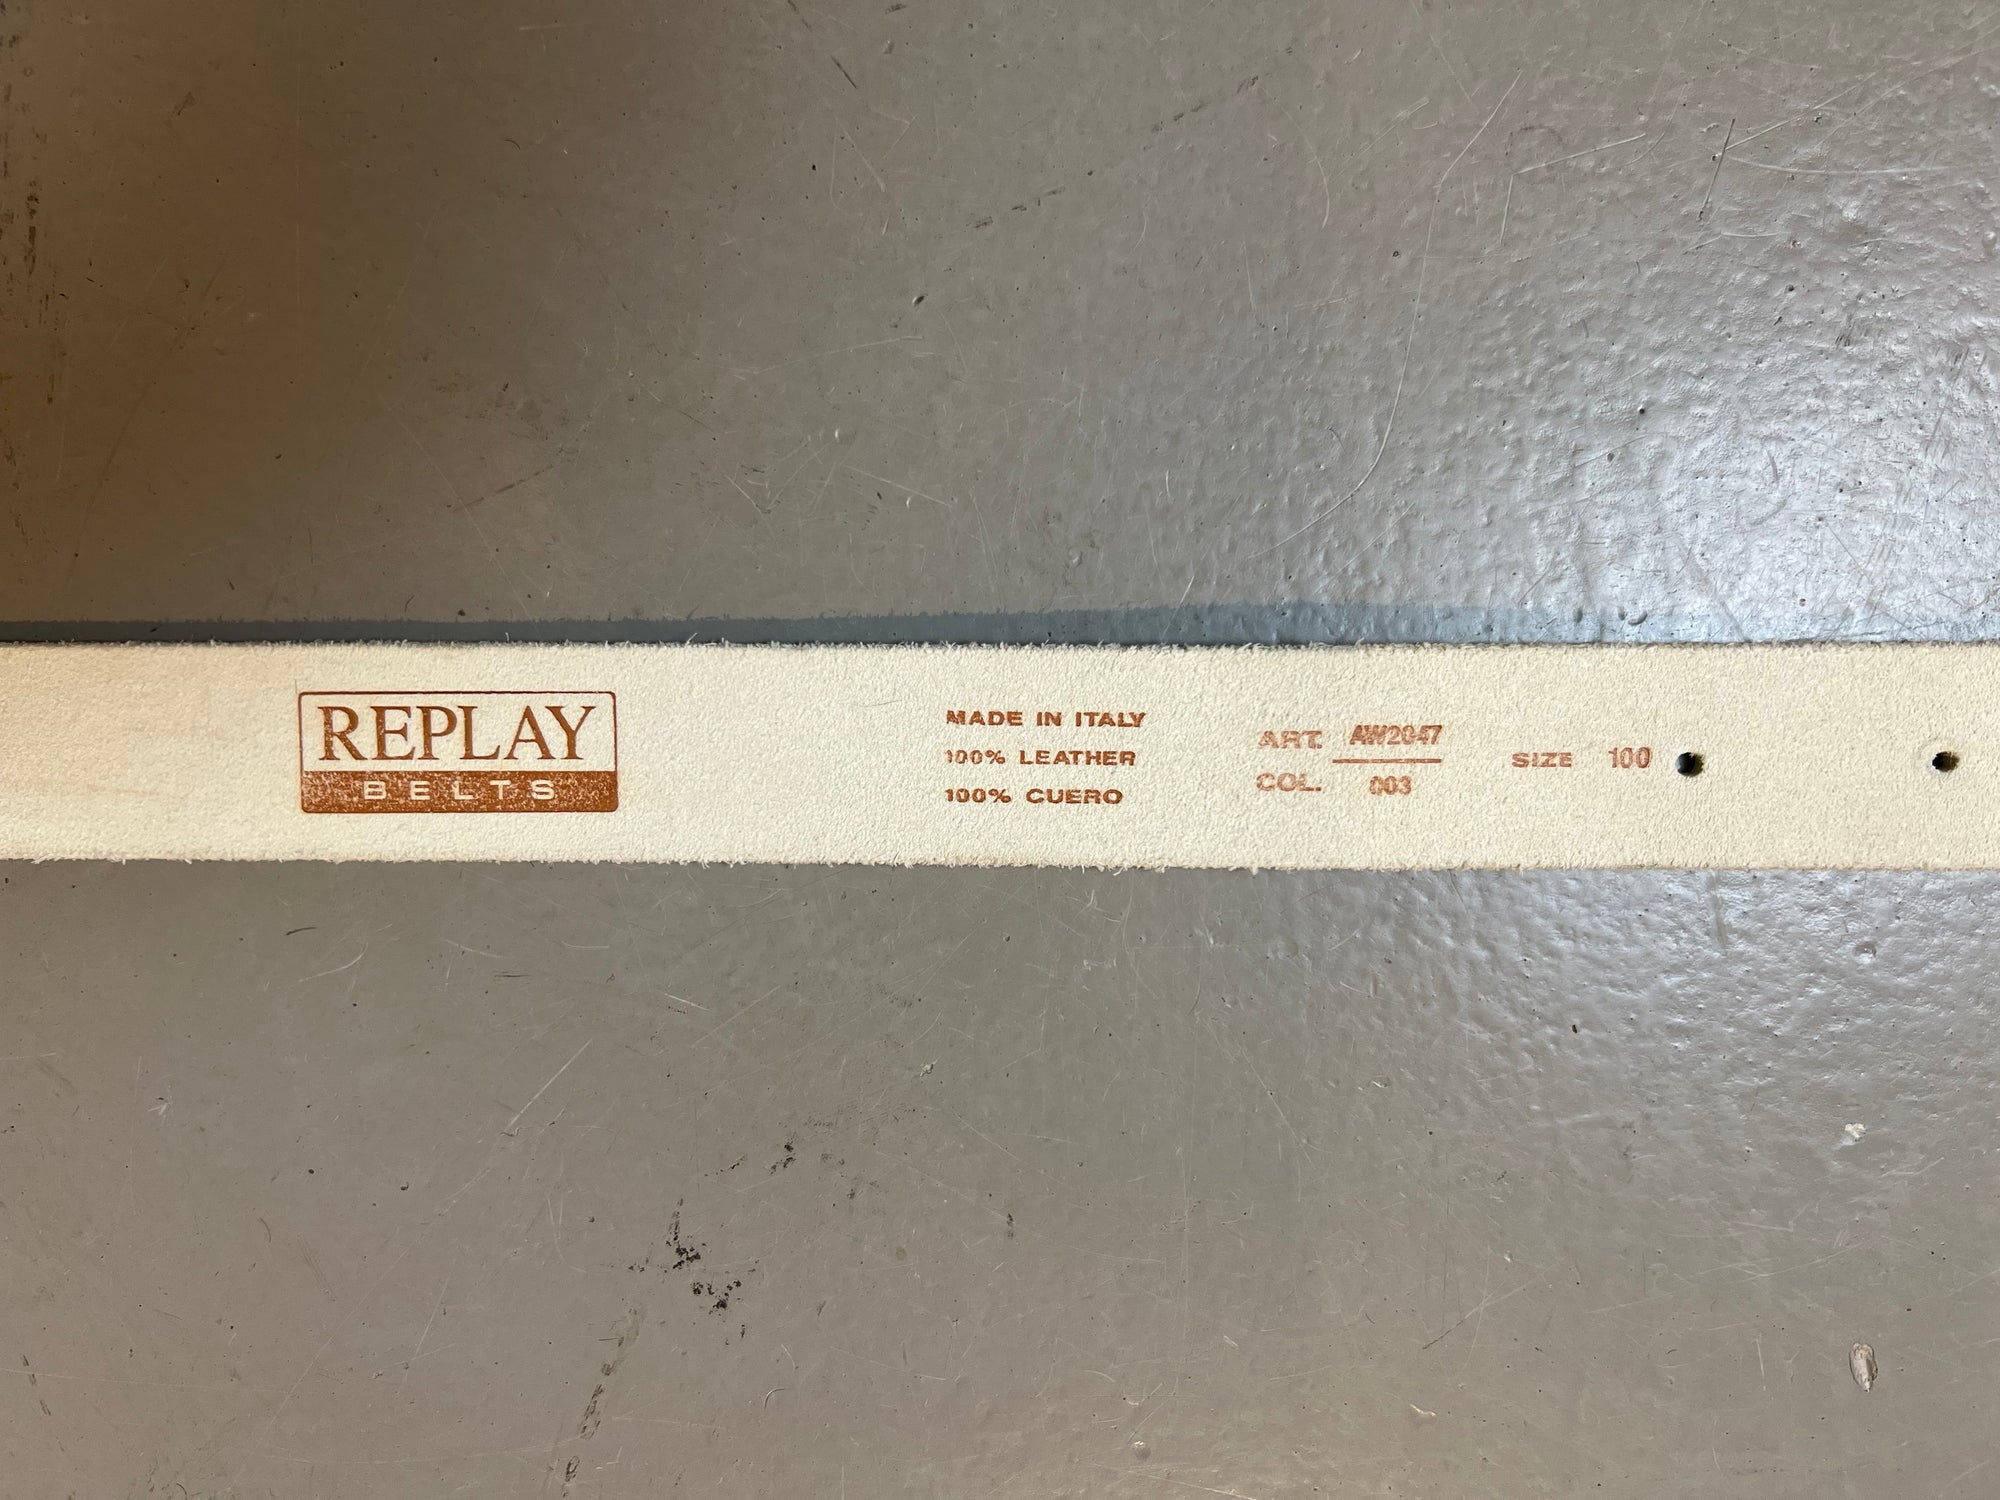 REPLAY
BELTS
MADE IN ITALY
100% LEATHER
100% CUERO
ART. AW2047
COL. 003
SIZE 100